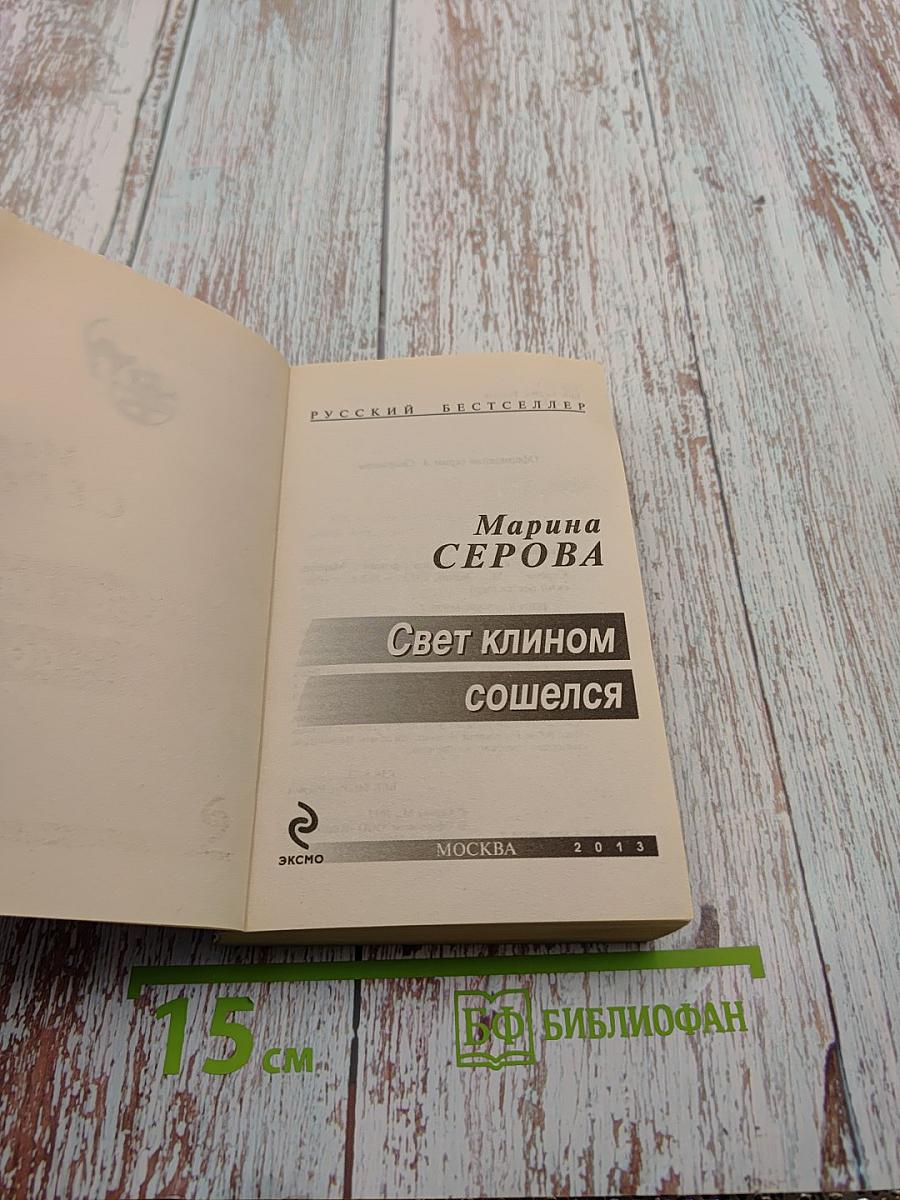 РУССКИЙ БЕСТСЕЛЛЕР
Марина
СЕРОВА
Свет клином
сошелся
ЭКСМО
МОСКВА 2013
15 см
БФ БИБЛИОФАН